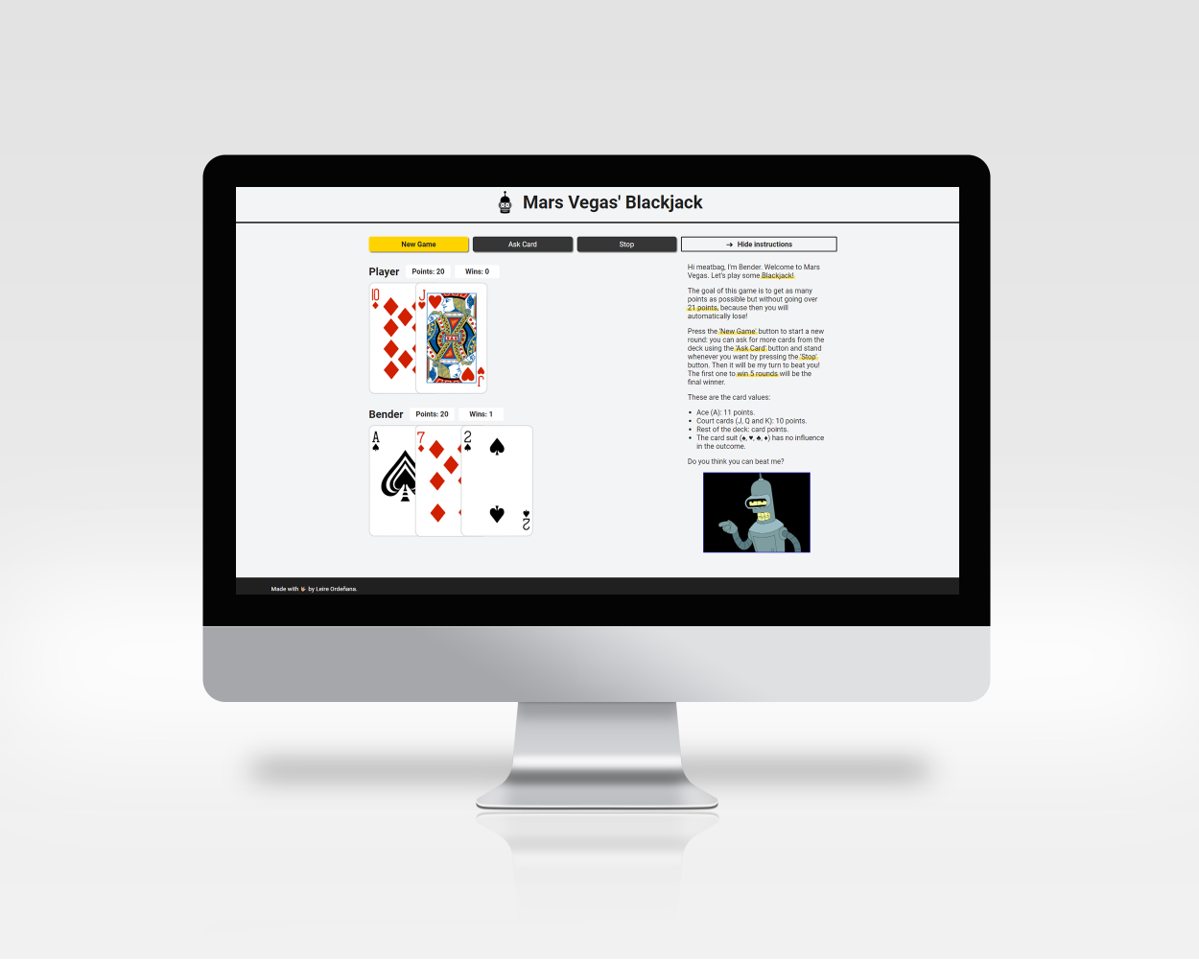 Mars Vegas' Blackjack
New Game
Ask Card
Stop
→ Hide instructions
Player Points: 20 Wins: 0
10
J
J
Bender Points: 20 Wins: 1
A
7
2
2
Hi meatbag, I'm Bender. Welcome to Mars
Vegas. Let's play some Blackjack!
The goal of this game is to get as many
points as possible but without going over
21 points, because then you will
automatically lose!
Press the 'New Game' button to start a new
round: you can ask for more cards from the
deck using the 'Ask Card' button and stand
whenever you want by pressing the 'Stop'
button. Then it will be my turn to beat you!
The first one to win 5 rounds will be the
final winner.
These are the card values:
• Ace (A): 11 points.
• Court cards (J, Q and K): 10 points.
• Rest of the deck: card points.
• The card suit (♠, ♥, ♣, ♦) has no influence
in the outcome.
Do you think you can beat me?
Made with 🤘 by Leire Ordeñana.